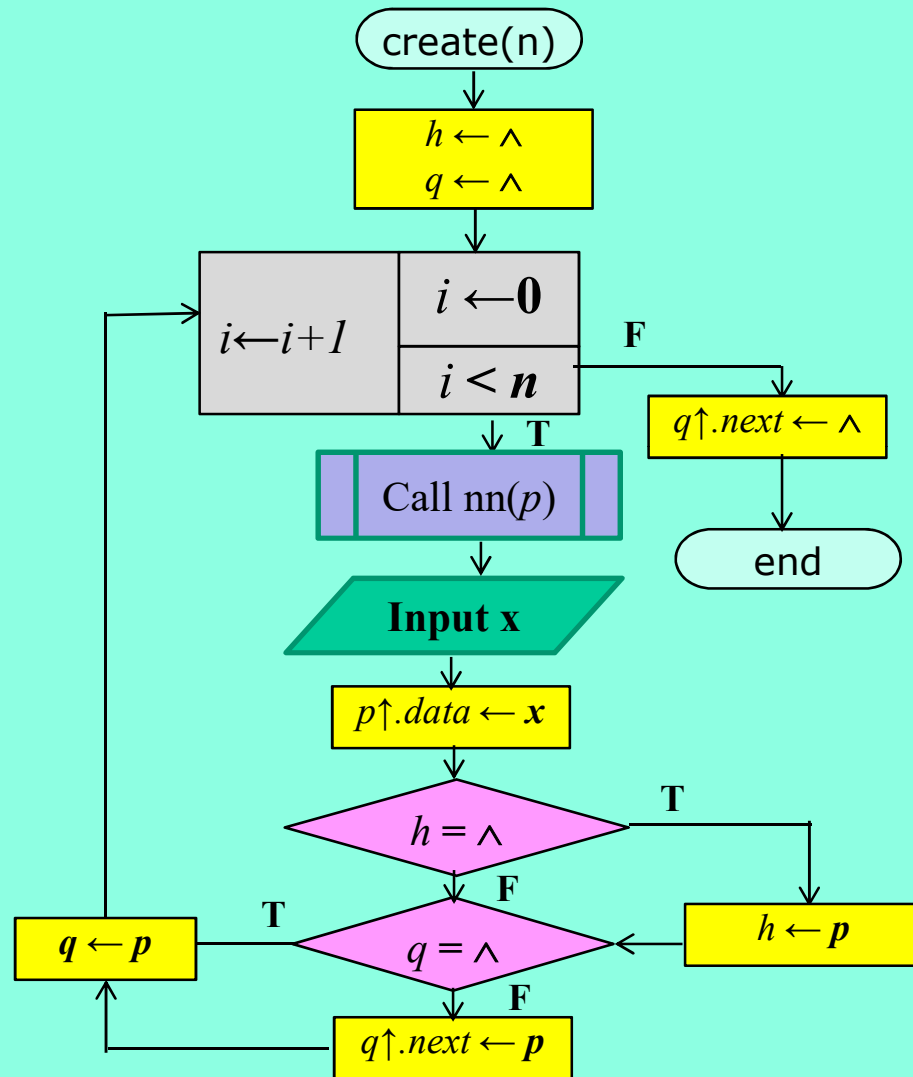 create(n)
h ← ∧
q ← ∧
i←i+1
i ←0
i < n
F
q↑.next ← ∧
end
T
Call nn(p)
Input x
p↑.data ← x
h = ∧
T
h ← p
F
q = ∧
T
q ← p
F
q↑.next ← p